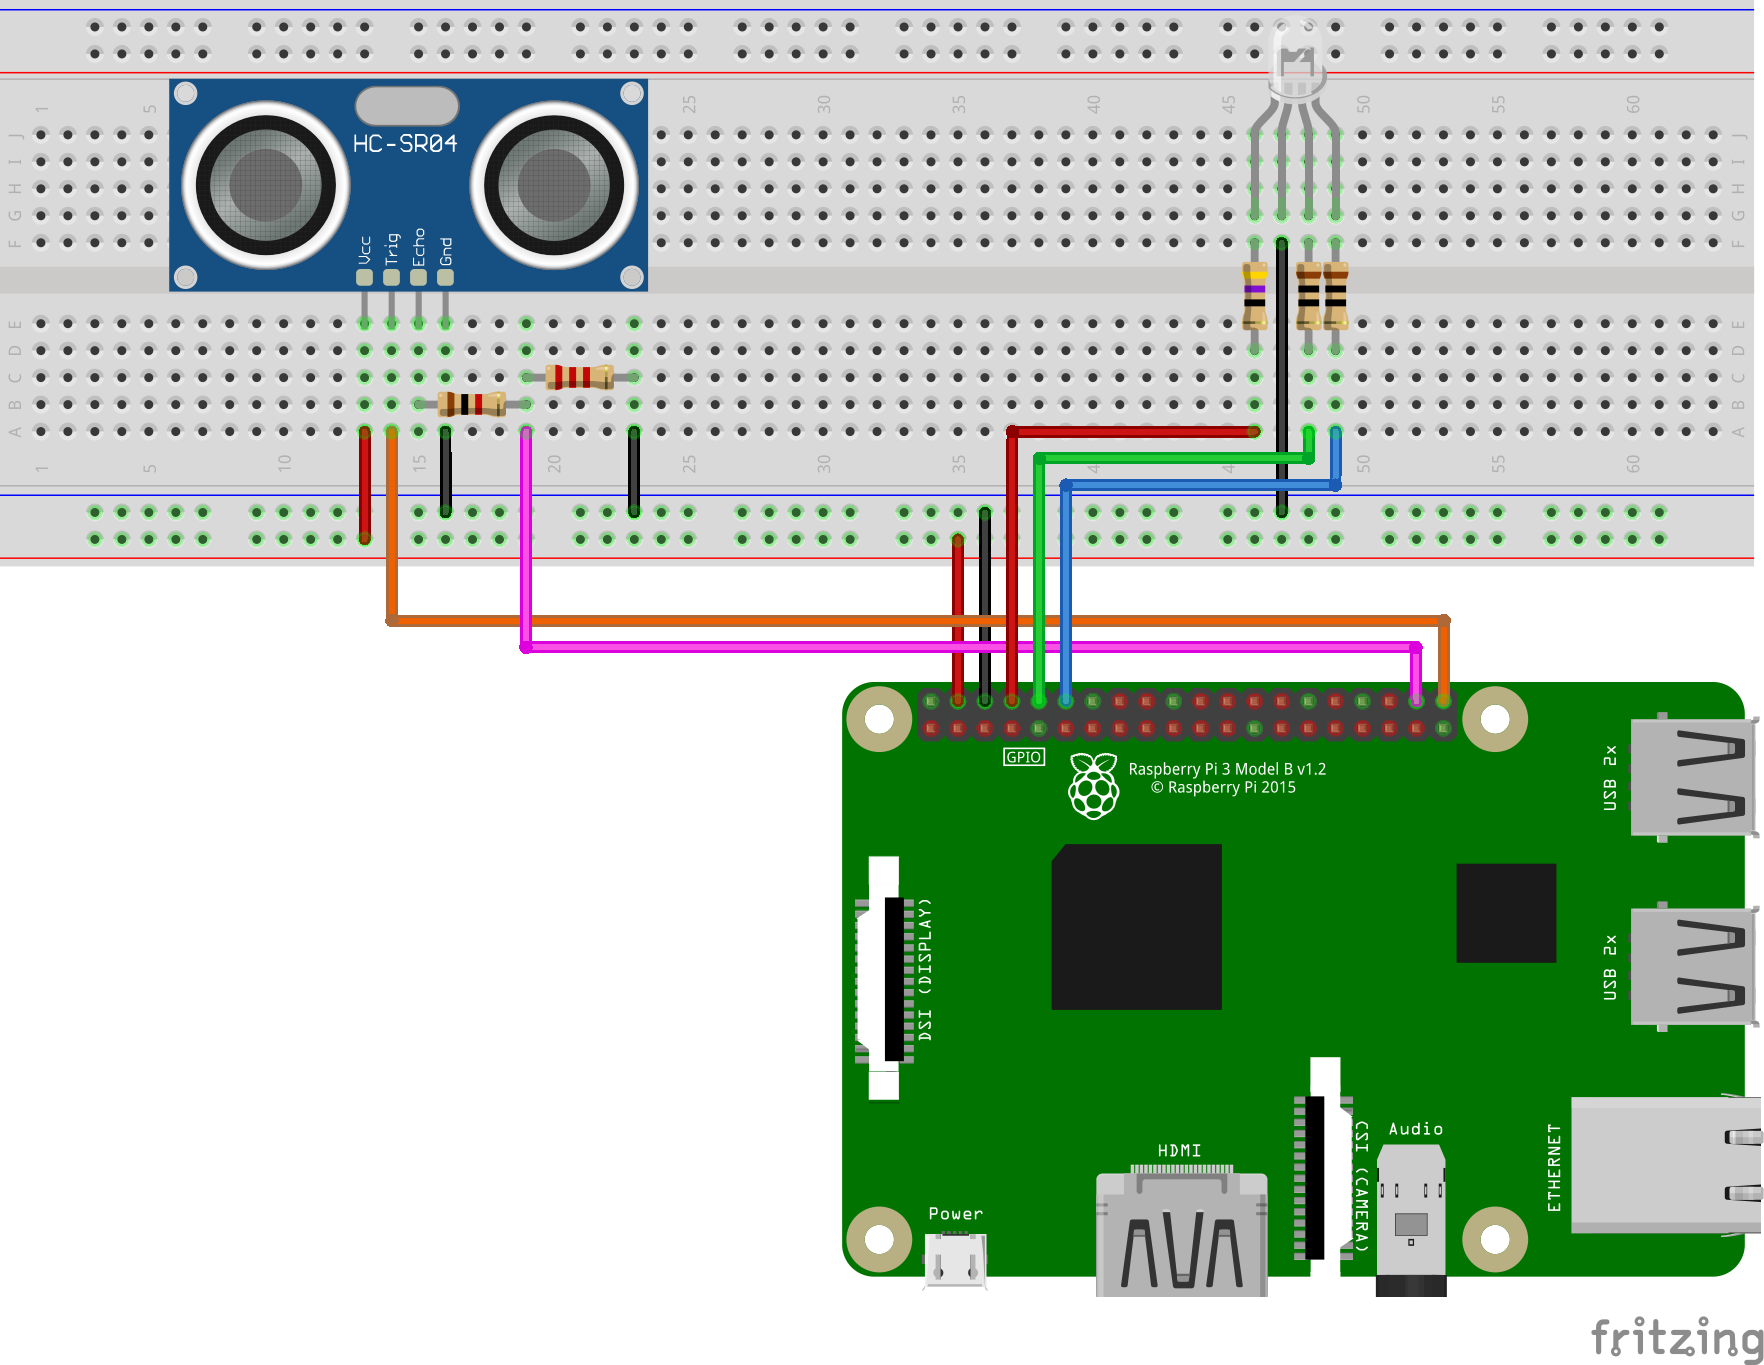 1 5 25 30 35 40 45 50 55 60
J J
I I
H H
G G
F F
HC-SR04
Vcc Trig Echo Gnd
E E
D D
C C
B B
A A
1 5 10 15 20 25 30 35 40 45 50 55 60
GPIO
Raspberry Pi 3 Model B v1.2
© Raspberry Pi 2015
USB 2x
DSI (DISPLAY)
USB 2x
HDMI
CSI (CAMERA)
Audio
ETHERNET
Power
fritzing